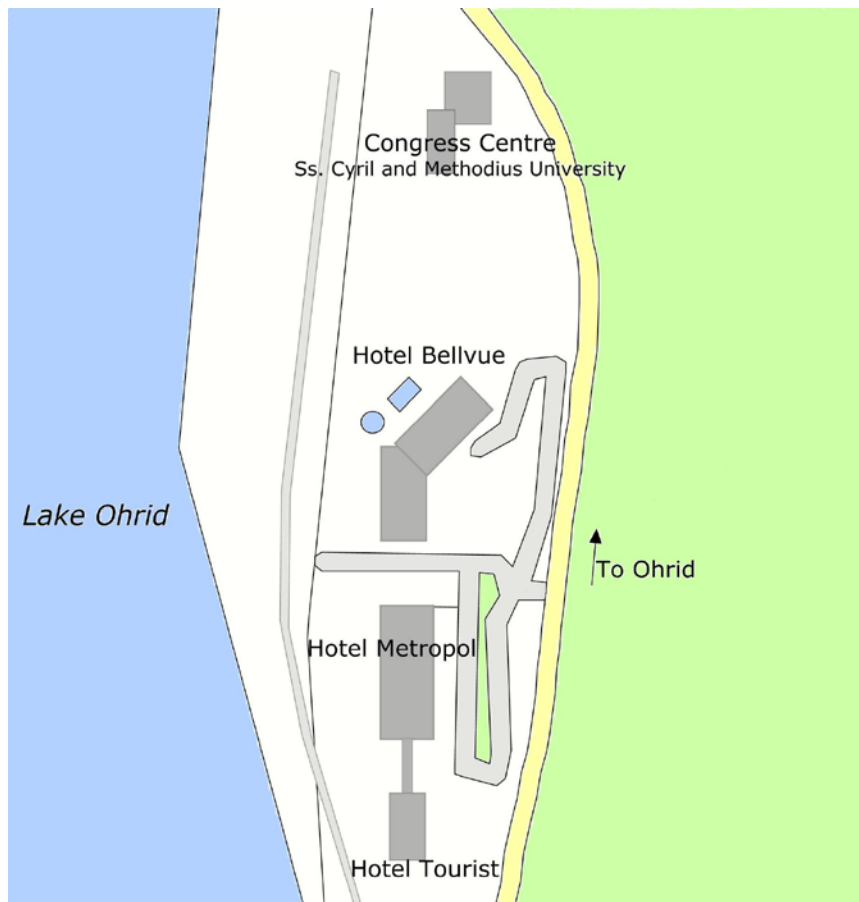 Congress Centre
Ss. Cyril and Methodius University
Hotel Bellvue
Lake Ohrid
To Ohrid
Hotel Metropol
Hotel Tourist